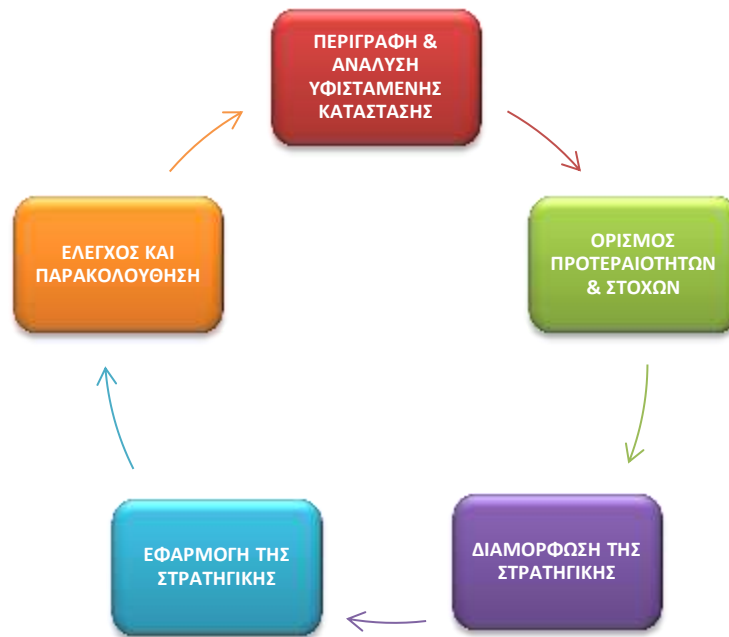 ΠΕΡΙΓΡΑΦΗ &
ΑΝΑΛΥΣΗ
ΥΦΙΣΤΑΜΕΝΗΣ
ΚΑΤΑΣΤΑΣΗΣ
ΟΡΙΣΜΟΣ
ΠΡΟΤΕΡΑΙΟΤΗΤΩΝ
& ΣΤΟΧΩΝ
ΔΙΑΜΟΡΦΩΣΗ ΤΗΣ
ΣΤΡΑΤΗΓΙΚΗΣ
ΕΦΑΡΜΟΓΗ ΤΗΣ
ΣΤΡΑΤΗΓΙΚΗΣ
ΕΛΕΓΧΟΣ ΚΑΙ
ΠΑΡΑΚΟΛΟΥΘΗΣΗ